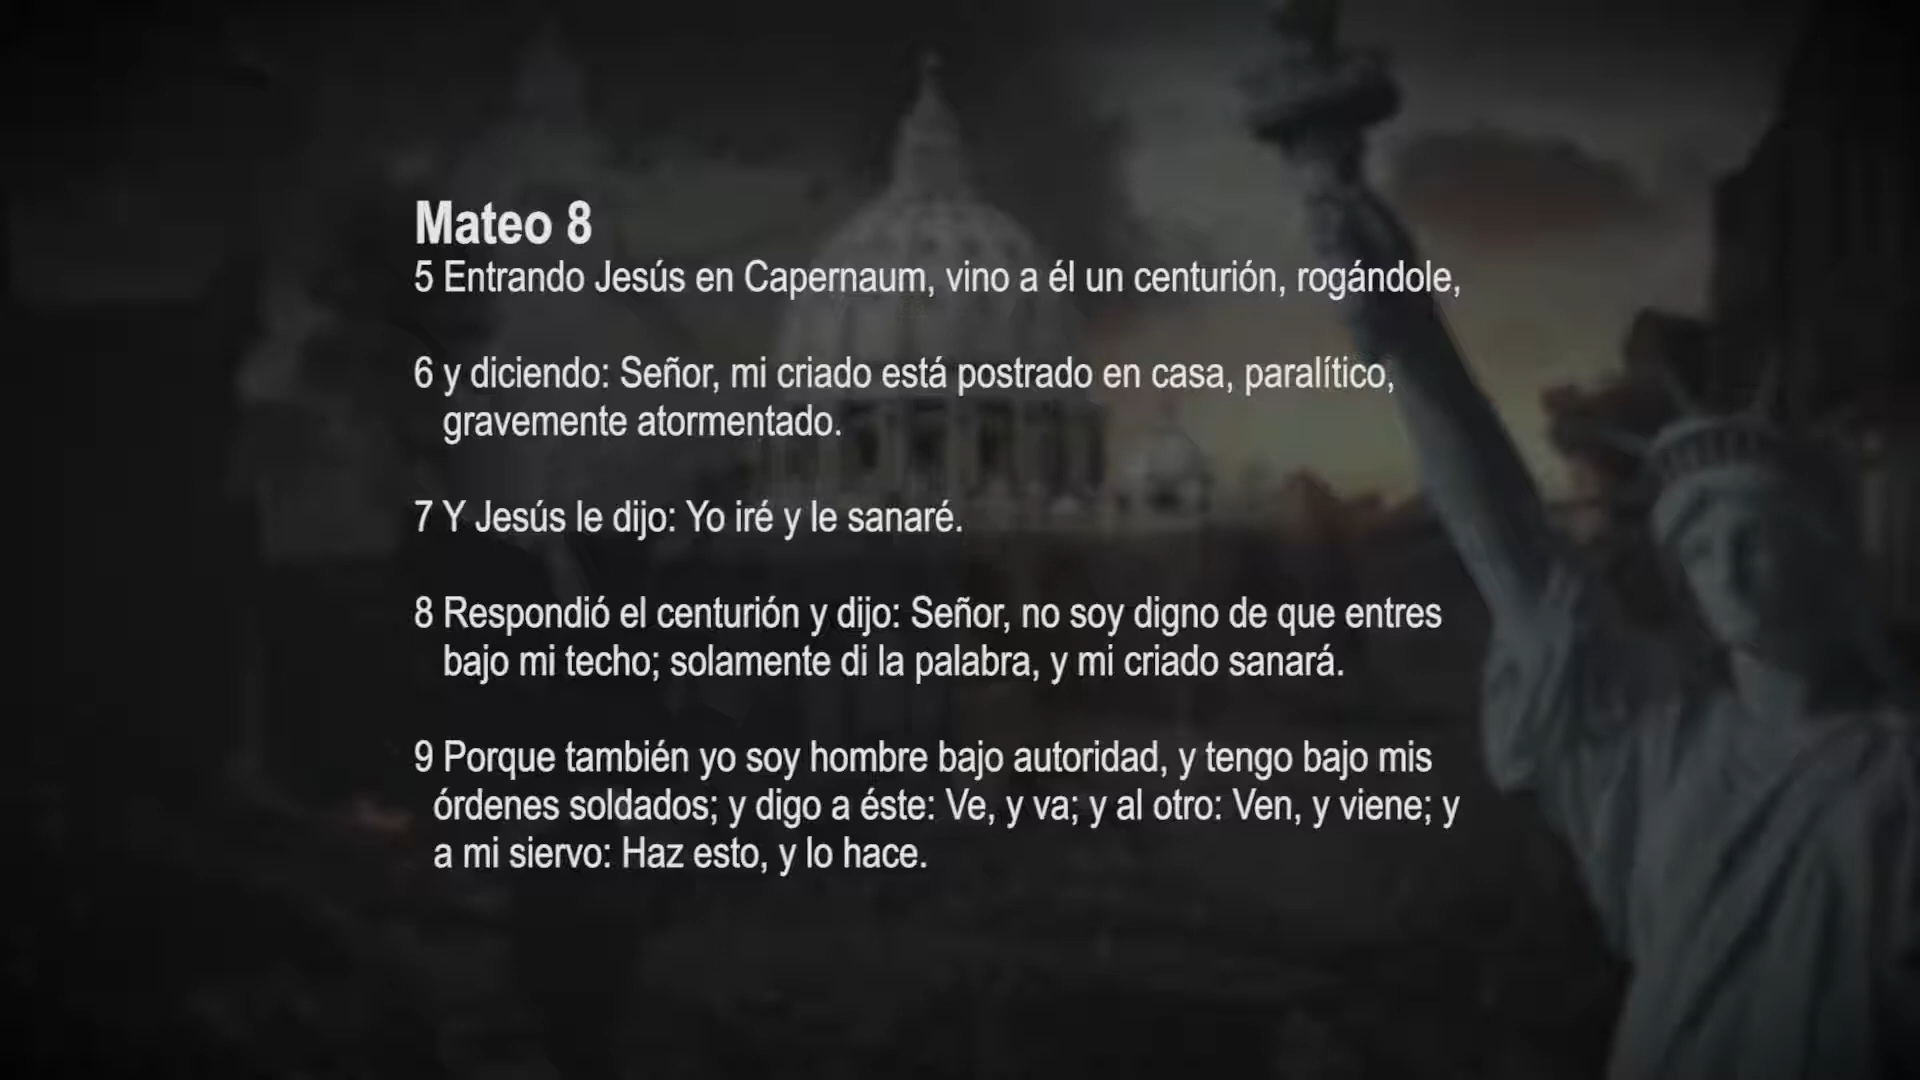 Mateo 8
5 Entrando Jesús en Capernaum, vino a él un centurión, rogándole,
6 y diciendo: Señor, mi criado está postrado en casa, paralítico,
gravemente atormentado.
7 Y Jesús le dijo: Yo iré y le sanaré.
8 Respondió el centurión y dijo: Señor, no soy digno de que entres
bajo mi techo; solamente di la palabra, y mi criado sanará.
9 Porque también yo soy hombre bajo autoridad, y tengo bajo mis
órdenes soldados; y digo a éste: Ve, y va; y al otro: Ven, y viene; y
a mi siervo: Haz esto, y lo hace.